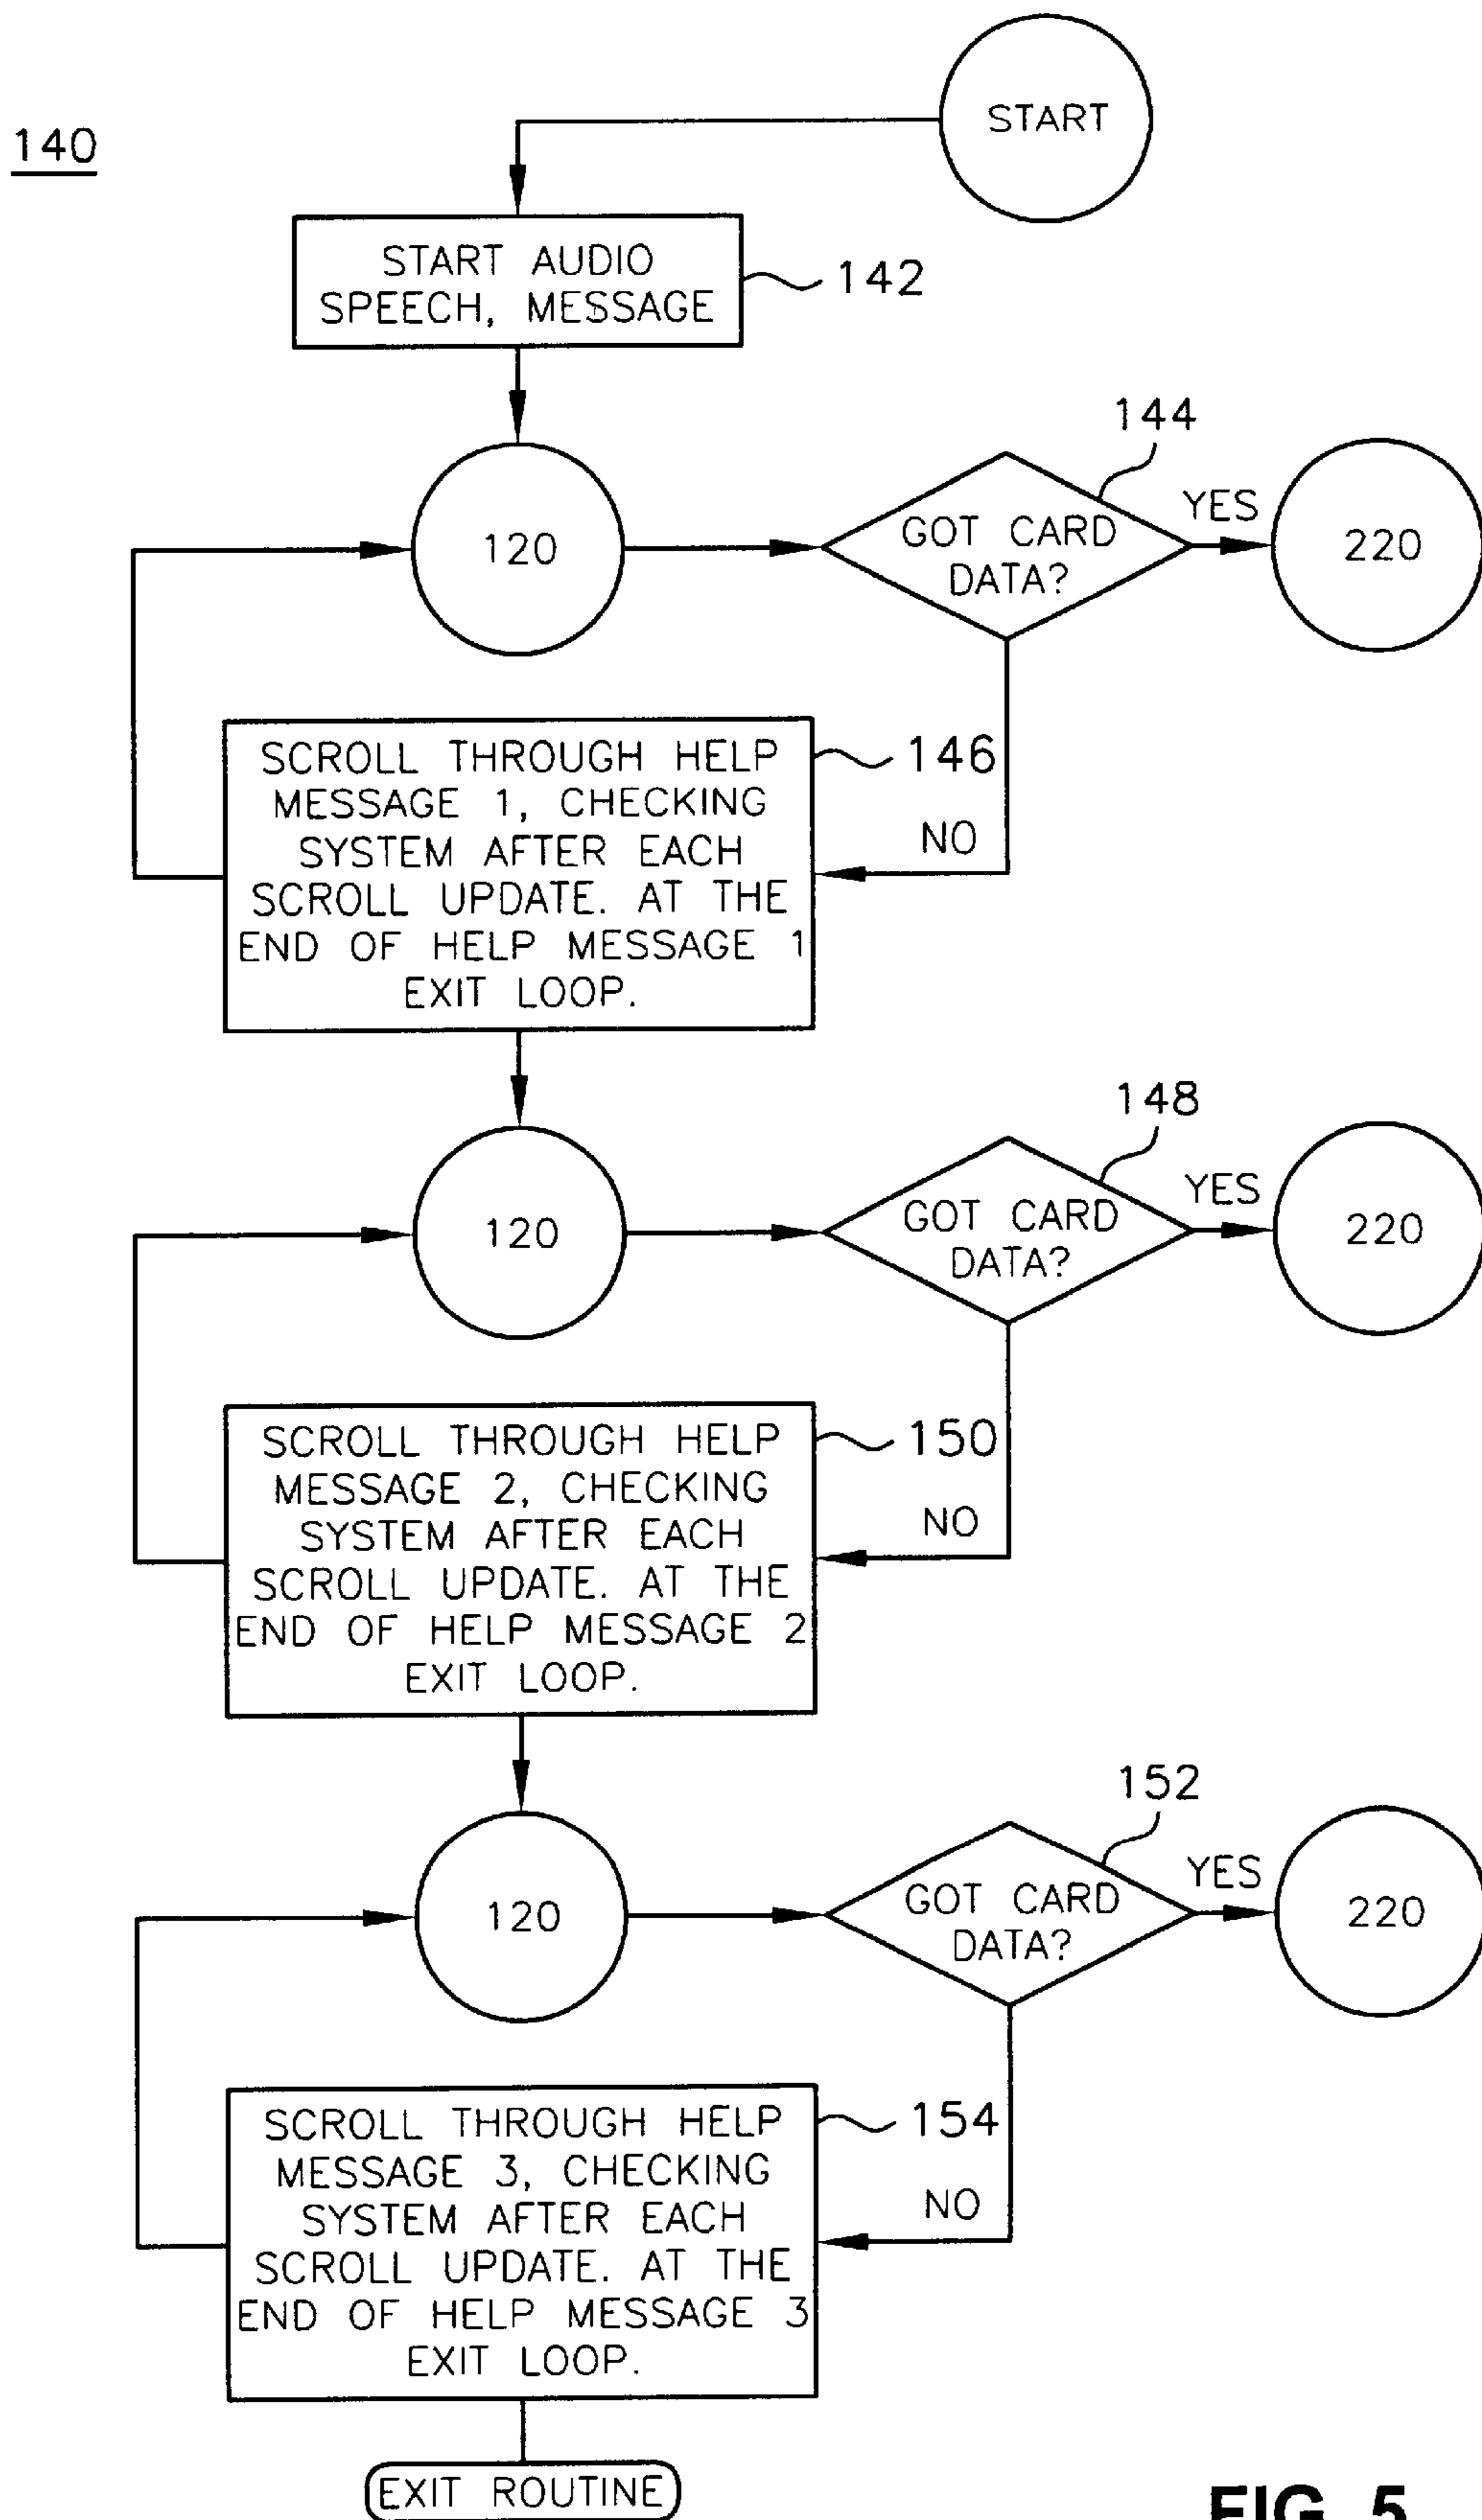 START
140
START AUDIO
SPEECH, MESSAGE
142
144
120
GOT CARD
DATA?
YES
220
SCROLL THROUGH HELP
MESSAGE 1, CHECKING
SYSTEM AFTER EACH
SCROLL UPDATE. AT THE
END OF HELP MESSAGE 1
EXIT LOOP.
146
NO
148
120
GOT CARD
DATA?
YES
220
SCROLL THROUGH HELP
MESSAGE 2, CHECKING
SYSTEM AFTER EACH
SCROLL UPDATE. AT THE
END OF HELP MESSAGE 2
EXIT LOOP.
150
NO
152
120
GOT CARD
DATA?
YES
220
SCROLL THROUGH HELP
MESSAGE 3, CHECKING
SYSTEM AFTER EACH
SCROLL UPDATE. AT THE
END OF HELP MESSAGE 3
EXIT LOOP.
154
NO
EXIT ROUTINE
FIG. 5